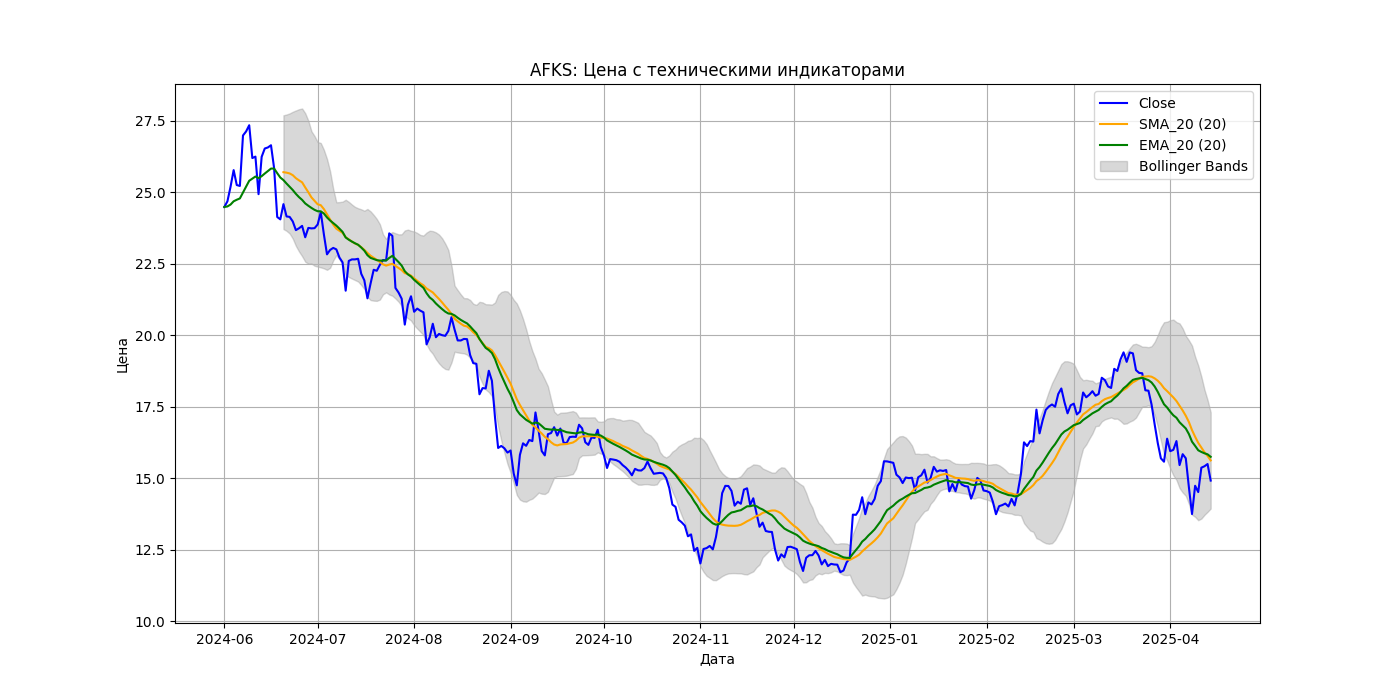 AFKS: Цена с техническими индикаторами
Close
SMA_20 (20)
EMA_20 (20)
Bollinger Bands
27.5
25.0
22.5
20.0
17.5
15.0
12.5
10.0
Цена
2024-06 2024-07 2024-08 2024-09 2024-10 2024-11 2024-12 2025-01 2025-02 2025-03 2025-04
Дата